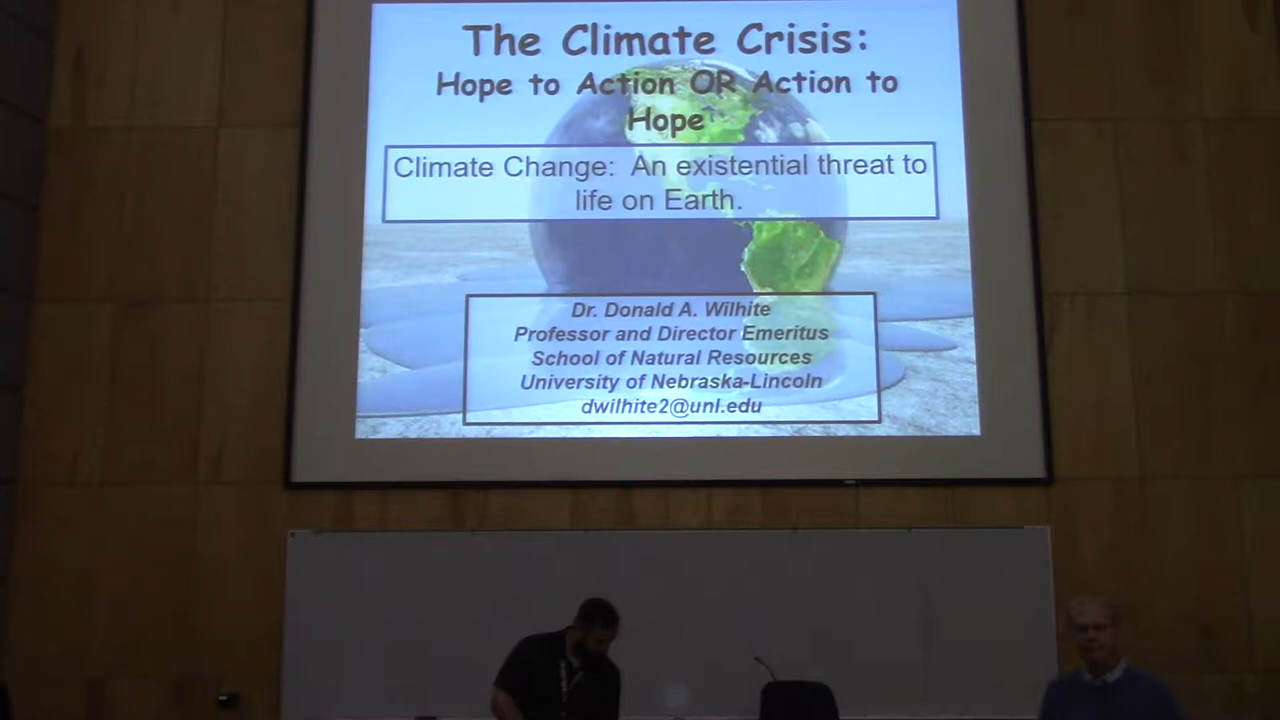 The Climate Crisis:
Hope to Action OR Action to
Hope
Climate Change: An existential threat to
life on Earth.
Dr. Donald A. Wilhite
Professor and Director Emeritus
School of Natural Resources
University of Nebraska-Lincoln
dwilhite2@unl.edu